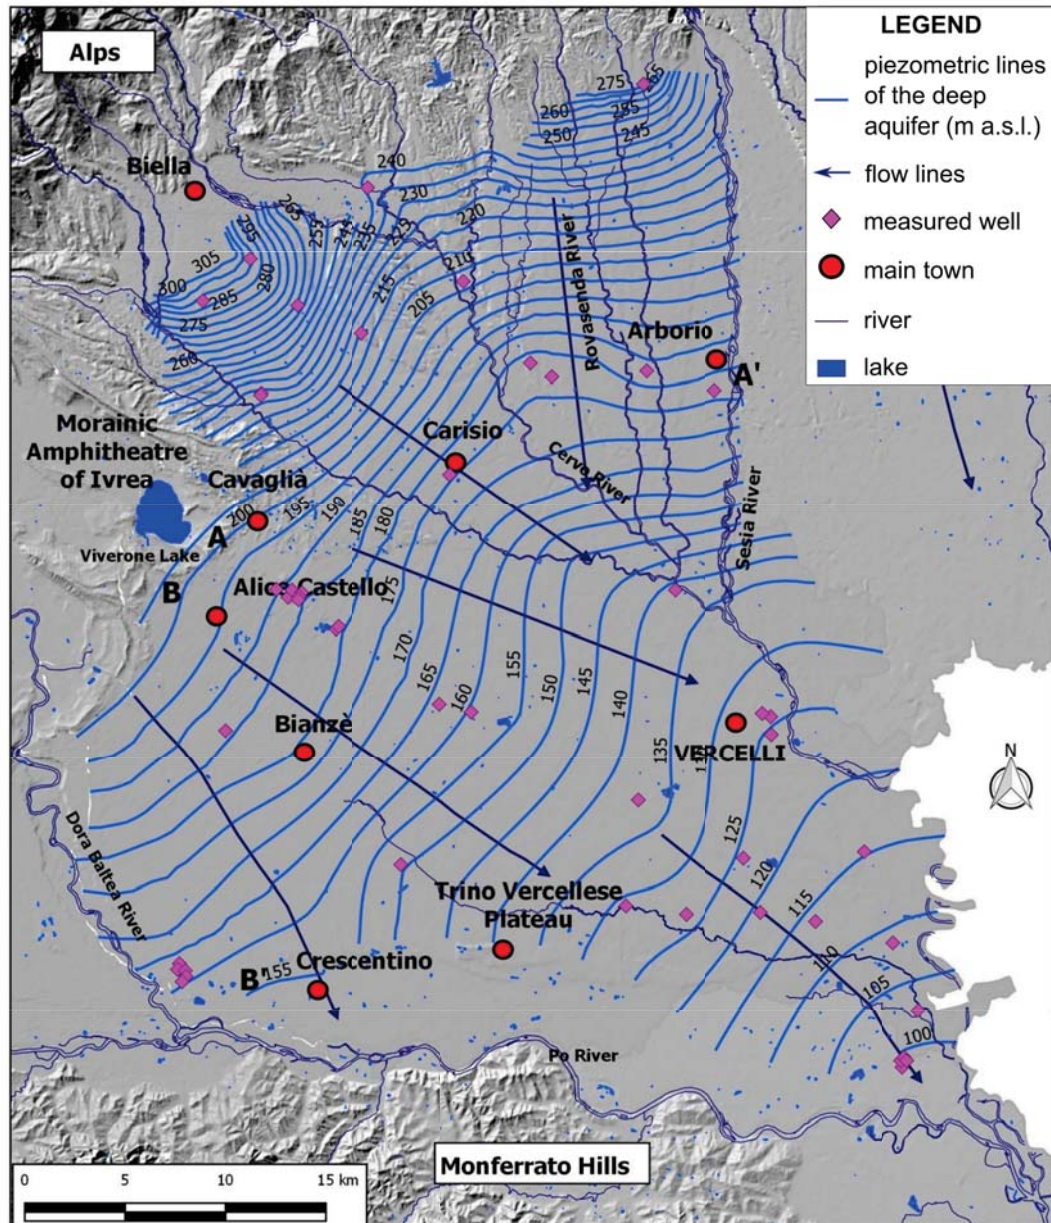 Alps
LEGEND
piezometric lines
of the deep
aquifer (m a.s.l.)
flow lines
measured well
main town
river
lake
275
265
260
255
250
245
240
230
220
Biella
265
295
255
245
235
225
210
305
280
300
285
275
260
215
205
Rovasenda River
Arborio
A'
Morainic
Amphitheatre
of Ivrea
Carisio
Cervo River
Cavaglià
200
195
190
185
180
175
A
Viverone Lake
B
Alice Castello
Sesia River
170
165
160
155
150
145
140
135
Bianzè
VERCELLI
125
120
115
110
105
100
Dora Baltea River
Trino Vercellese
Plateau
B'
155
Crescentino
Po River
N
Monferrato Hills
0
5
10
15 km